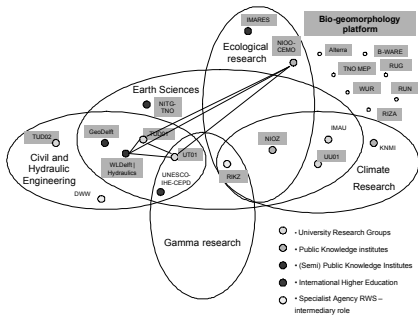 IMARES
Bio-geomorphology
platform
NIOO-
CEMO
Ecological
research
Alterra
B-WARE
TNO MEP
RUG
WUR
RUN
RIZA
Earth Sciences
NITG-
TNO
GeoDelft
TUD01
TUD02
IMAU
NIOZ
KNMI
UT01
Civil and
Hydraulic
Engineering
WLDelft |
Hydraulics
UU01
RIKZ
UNESCO-
IHE-CEPD
Climate
Research
DWW
Gamma research
• University Research Groups
• Public Knowledge institutes
• (Semi) Public Knowledge Institutes
• International Higher Education
• Specialist Agency RWS –
intermediary role